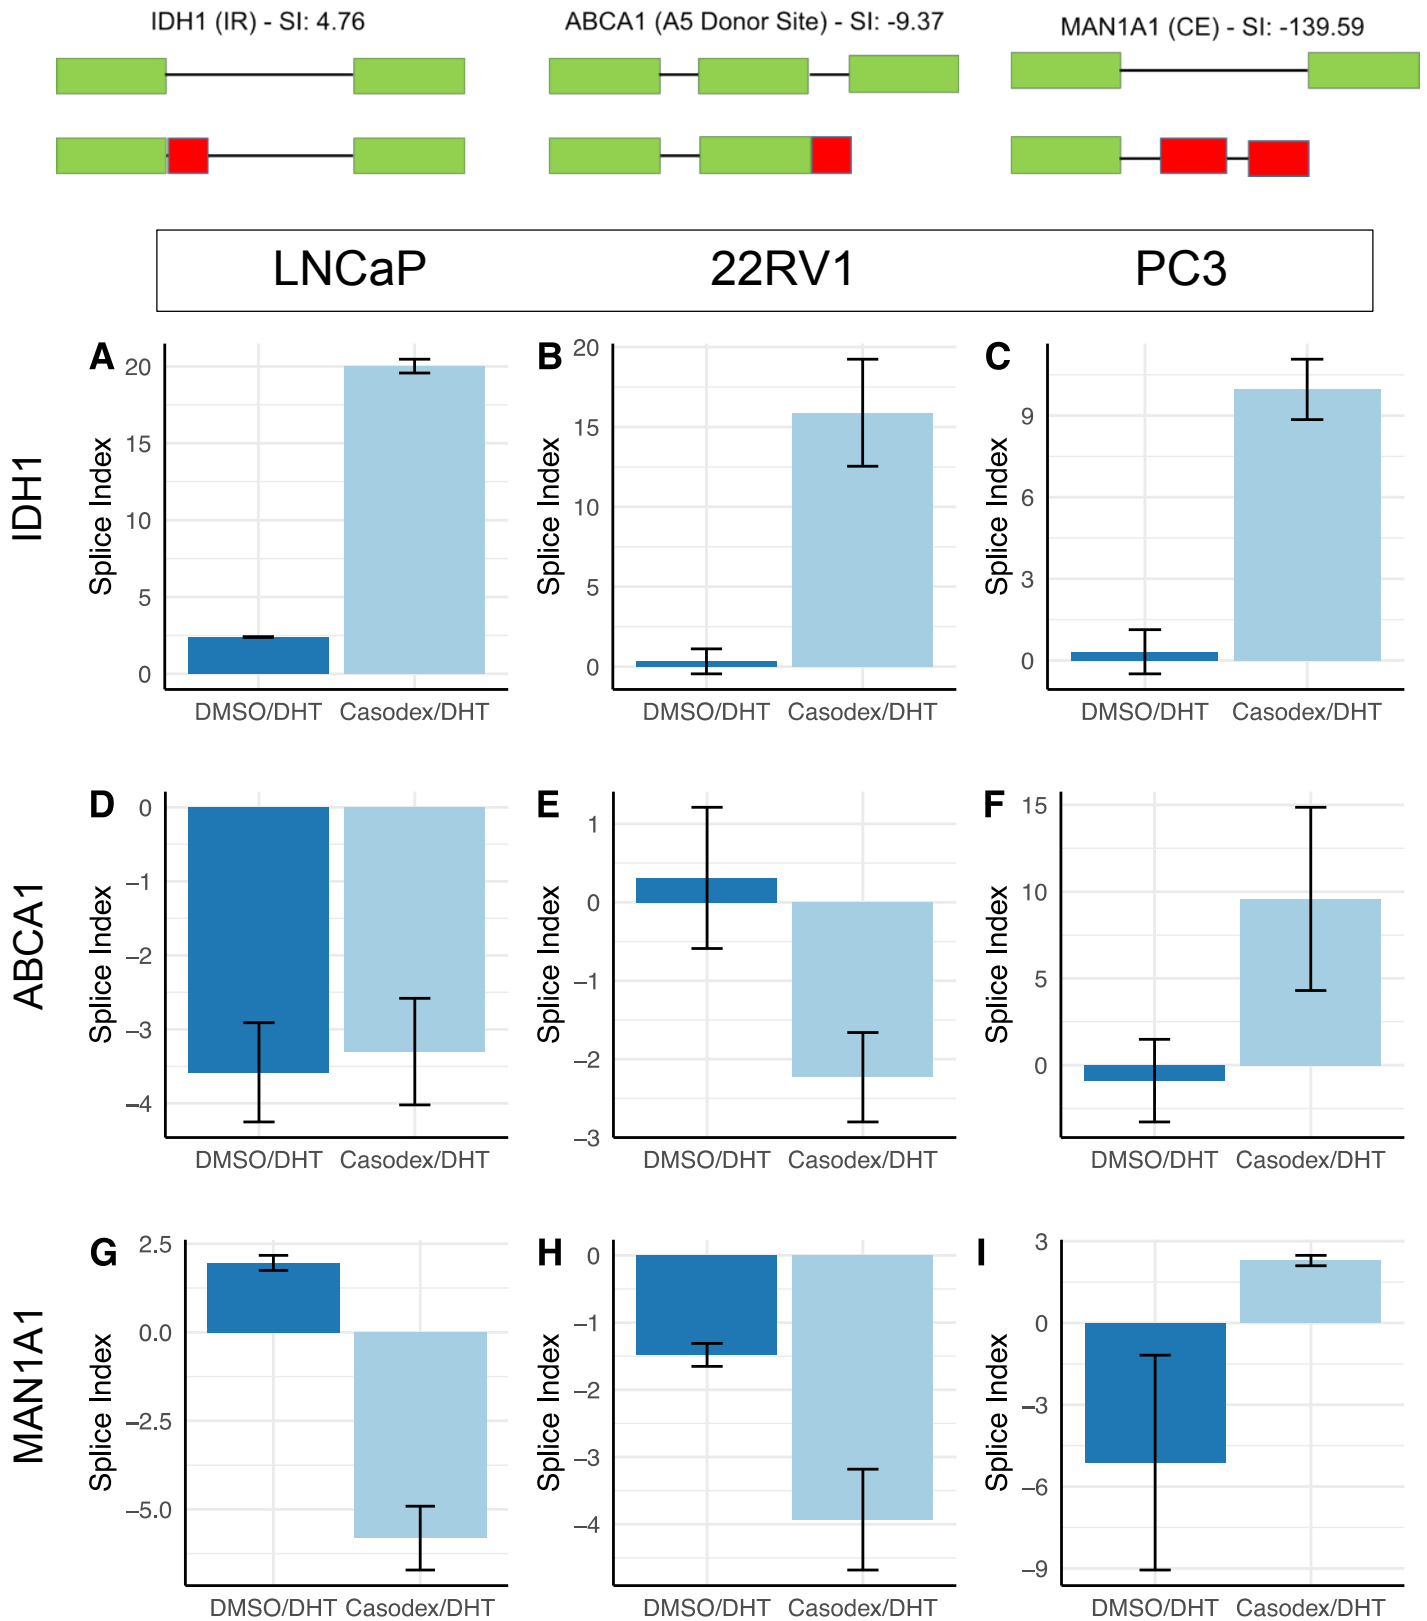 IDH1 (IR) - SI: 4.76
ABCA1 (A5 Donor Site) - SI: -9.37
MAN1A1 (CE) - SI: -139.59
LNCaP
22RV1
PC3
IDH1
A
Splice Index
20
15
10
5
0
DMSO/DHT
Casodex/DHT
B
Splice Index
20
15
10
5
0
DMSO/DHT
Casodex/DHT
C
Splice Index
9
6
3
0
DMSO/DHT
Casodex/DHT
ABCA1
D
Splice Index
0
−1
−2
−3
−4
DMSO/DHT
Casodex/DHT
E
Splice Index
1
0
−1
−2
−3
DMSO/DHT
Casodex/DHT
F
Splice Index
15
10
5
0
DMSO/DHT
Casodex/DHT
MAN1A1
G
Splice Index
2.5
0.0
−2.5
−5.0
DMSO/DHT
Casodex/DHT
H
Splice Index
0
−1
−2
−3
−4
DMSO/DHT
Casodex/DHT
I
Splice Index
3
0
−3
−6
−9
DMSO/DHT
Casodex/DHT